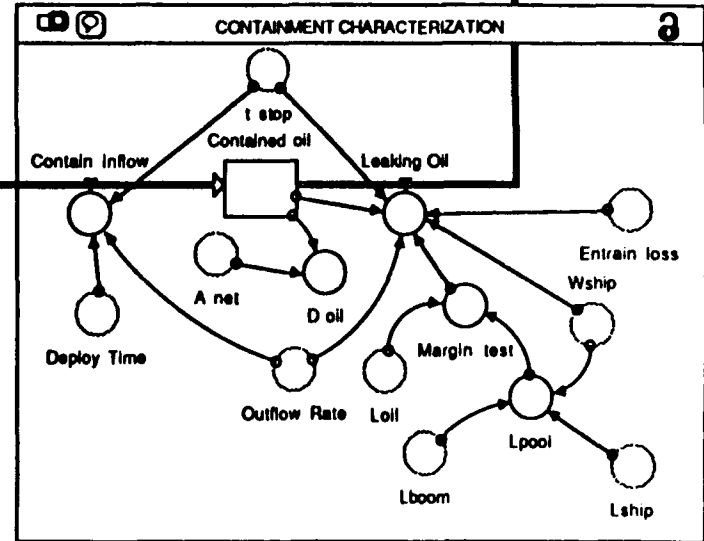 CONTAINMENT CHARACTERIZATION
a
t stop
Contained oil
Contain Inflow
Leaking Oil
Entrain loss
A net
D oil
Wship
Deploy Time
Margin test
Outflow Rate
Loil
Lpool
Lboom
Lship